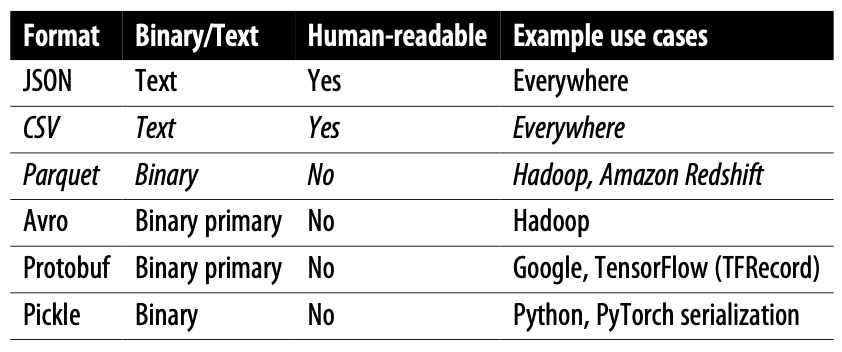 Format Binary/Text Human-readable Example use cases
JSON Text Yes Everywhere
CSV Text Yes Everywhere
Parquet Binary No Hadoop, Amazon Redshift
Avro Binary primary No Hadoop
Protobuf Binary primary No Google, TensorFlow (TFRecord)
Pickle Binary No Python, PyTorch serialization